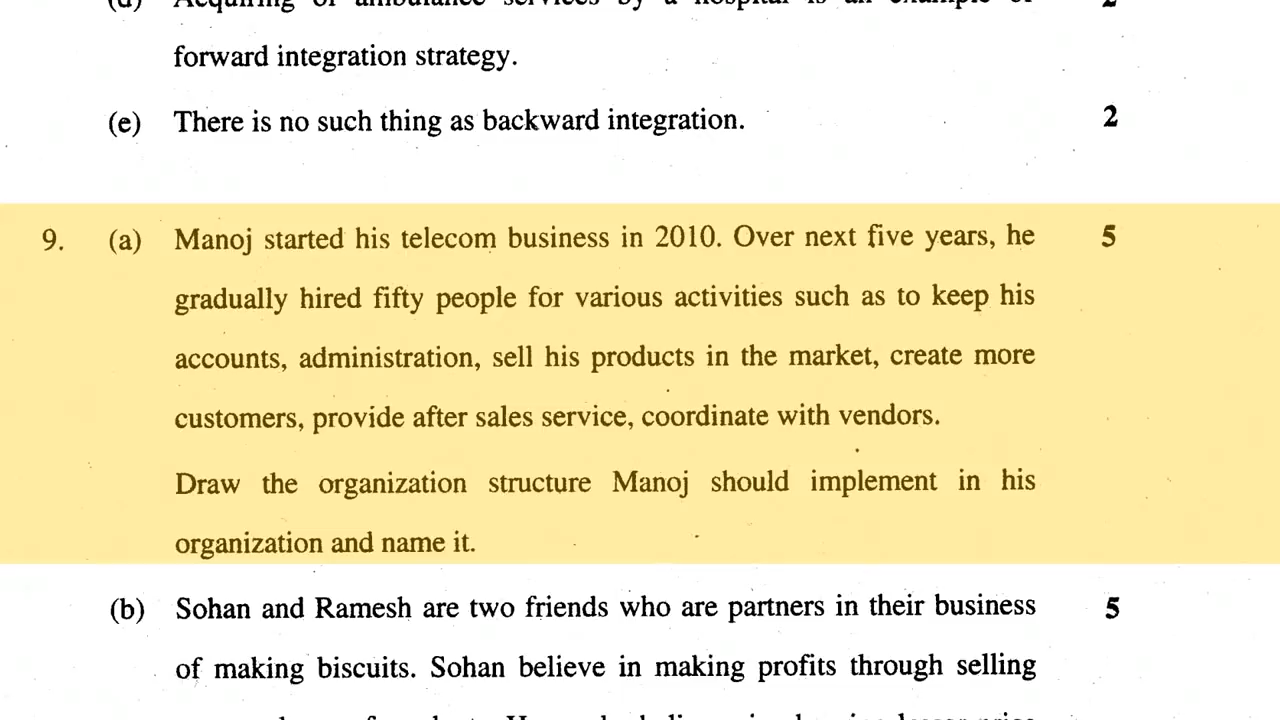 (d) Acquiring of ambulance services by a hospital is an example of 2
forward integration strategy.
(e) There is no such thing as backward integration. 2
9. (a) Manoj started his telecom business in 2010. Over next five years, he 5
gradually hired fifty people for various activities such as to keep his
accounts, administration, sell his products in the market, create more
customers, provide after sales service, coordinate with vendors.
Draw the organization structure Manoj should implement in his
organization and name it.
(b) Sohan and Ramesh are two friends who are partners in their business 5
of making biscuits. Sohan believe in making profits through selling